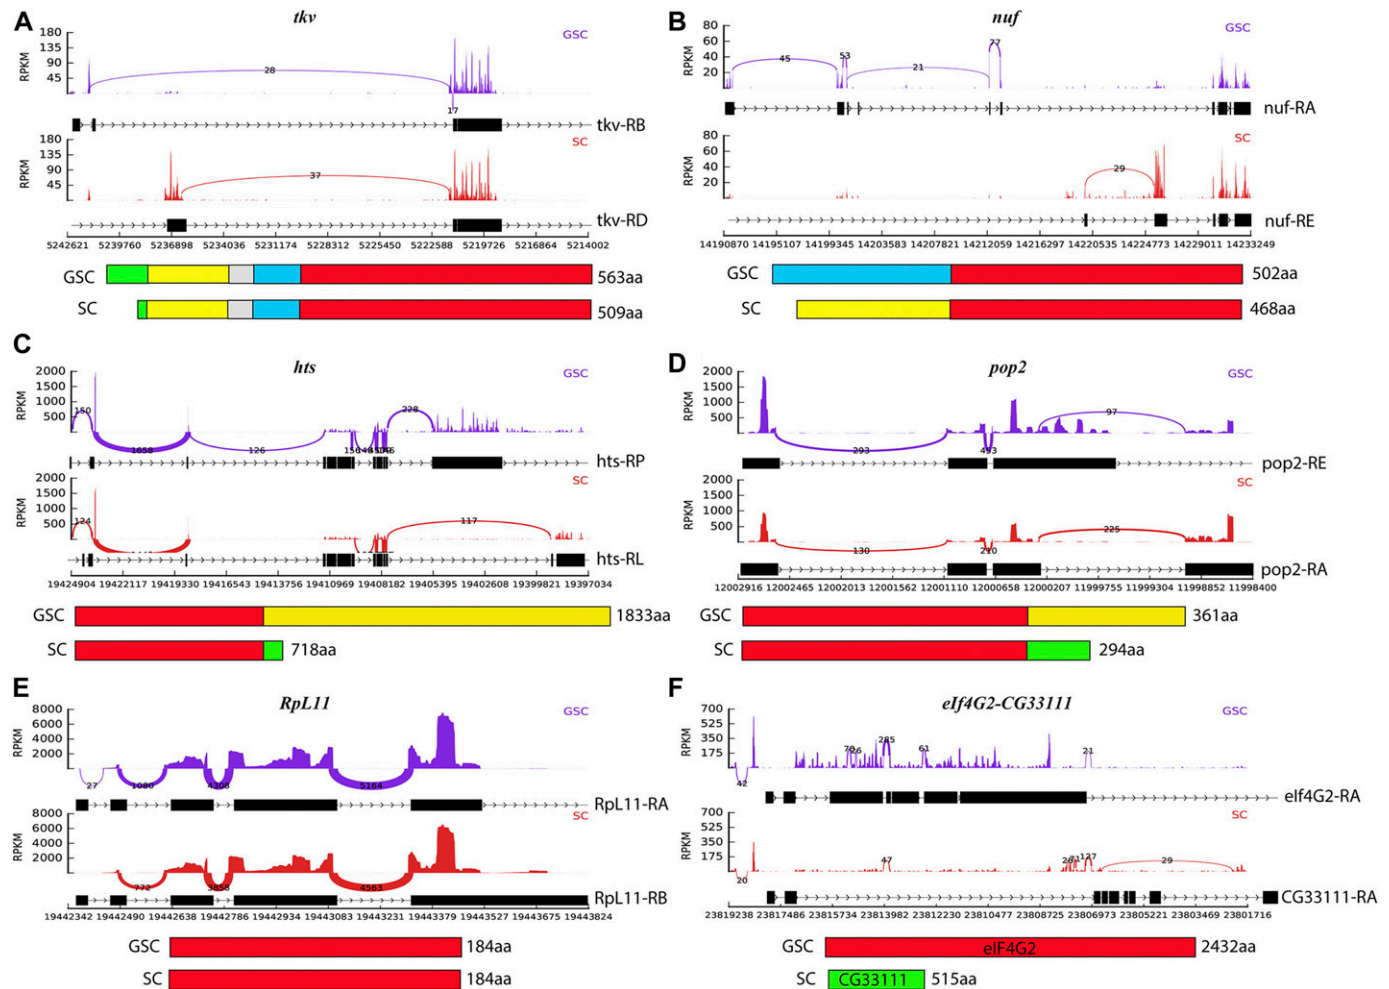 A
tkv
180
135
90
45
RPKM
GSC
28
17
tkv-RB
180
135
90
45
RPKM
SC
37
tkv-RD
5242621 5239760 5236898 5234036 5231174 5228312 5225450 5222588 5219726 5216864 5214002
GSC 563aa
SC 509aa
B
nuf
80
60
40
20
RPKM
GSC
45 53 21 77
nuf-RA
80
60
40
20
RPKM
SC
29
nuf-RE
14190870 14195107 14199345 14203583 14207821 14212059 14216297 14220535 14224773 14229011 14233249
GSC 502aa
SC 468aa
C
hts
2000
1500
1000
500
RPKM
GSC
150 1658 126 228
hts-RP
2000
1500
1000
500
RPKM
SC
124 117
hts-RL
19424904 19422117 19419330 19416543 19413756 19410969 19408182 19405395 19402608 19399821 19397034
GSC 1833aa
SC 718aa
D
pop2
2000
1500
1000
500
RPKM
GSC
293 453 97
pop2-RE
2000
1500
1000
500
RPKM
SC
130 210 225
pop2-RA
12002916 12002465 12002013 12001562 12001110 12000658 12000207 11999755 11999304 11998852 11998400
GSC 361aa
SC 294aa
E
RpL11
8000
6000
4000
2000
RPKM
GSC
27 1080 4308 5164
RpL11-RA
8000
6000
4000
2000
RPKM
SC
772 3858 4563
RpL11-RB
19442342 19442490 19442638 19442786 19442934 19443083 19443231 19443379 19443527 19443675 19443824
GSC 184aa
SC 184aa
F
eIf4G2-CG33111
700
525
350
175
RPKM
GSC
42 61 21
eIf4G2-RA
700
525
350
175
RPKM
SC
20 47 127 29
CG33111-RA
23819238 23817486 23815734 23813982 23812230 23810477 23808725 23806973 23805221 23803469 23801716
GSC eIF4G2 2432aa
SC CG33111 515aa